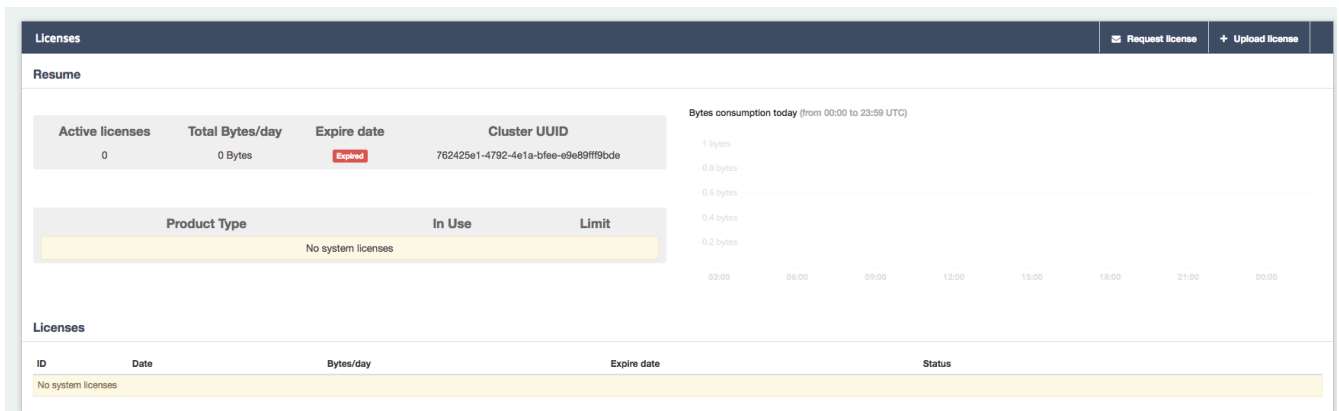 Licenses
Request license
+ Upload license
Resume
Active licenses Total Bytes/day Expire date Cluster UUID
0 0 Bytes Expired 762425e1-4792-4e1a-bfee-e9e89fff9bde
Product Type In Use Limit
No system licenses
Bytes consumption today (from 00:00 to 23:59 UTC)
1 bytes
0.8 bytes
0.6 bytes
0.4 bytes
0.2 bytes
03:00 06:00 09:00 12:00 15:00 18:00 21:00 00:00
Licenses
ID Date Bytes/day Expire date Status
No system licenses